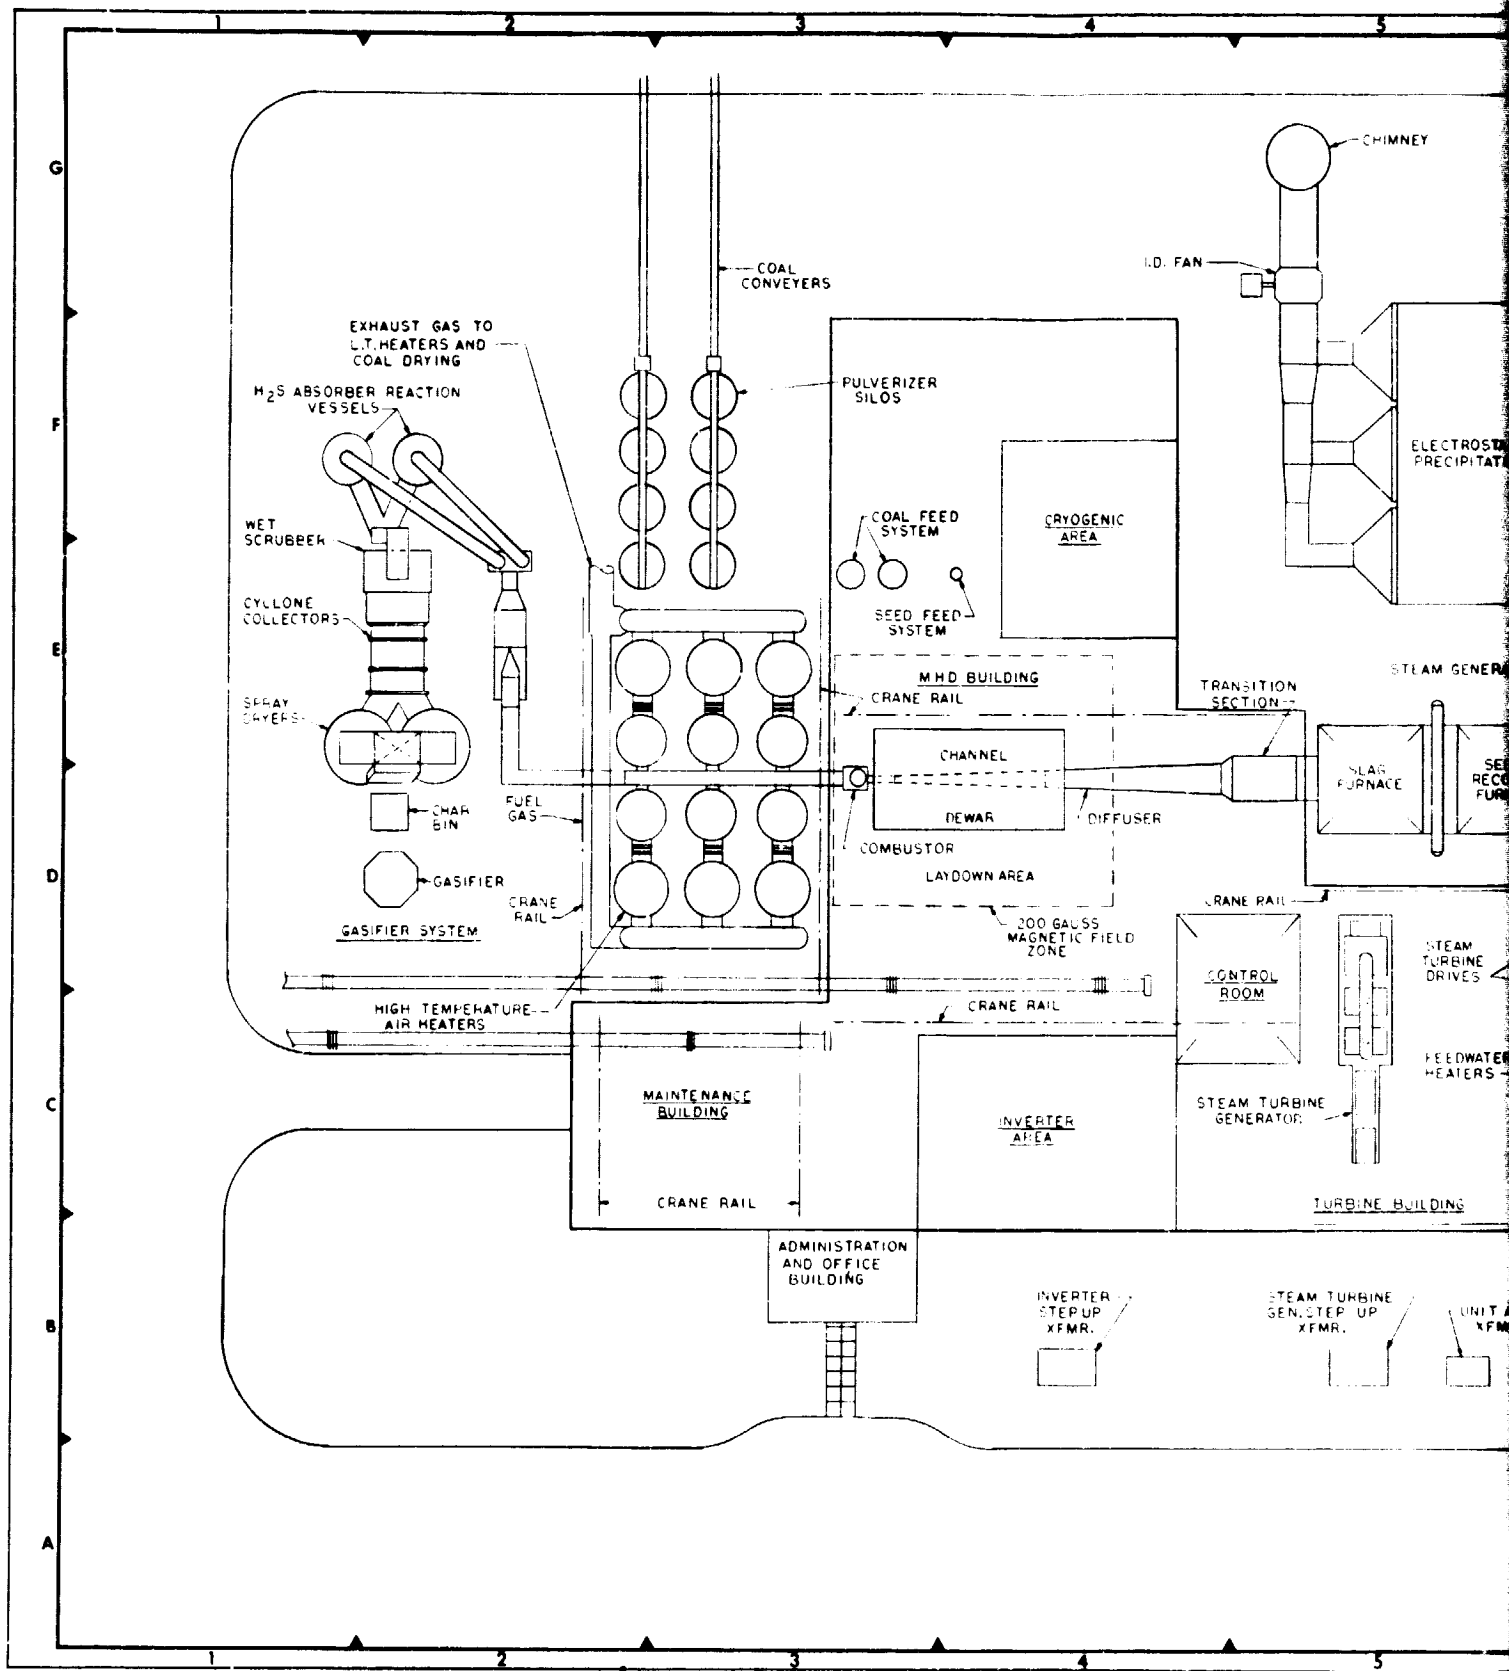 1 2 3 4 5
G
CHIMNEY
I.D. FAN
COAL
CONVEYERS
EXHAUST GAS TO
L.T. HEATERS AND
COAL DRYING
H2S ABSORBER REACTION
VESSELS
PULVERIZER
SILOS
F
WET
SCRUBBER
COAL FEED
SYSTEM
CRYOGENIC
AREA
CYCLONE
COLLECTORS
SEED FEED
SYSTEM
E
STEAM
MHD BUILDING
CRANE RAIL
TRANSITION
SECTION
SPRAY
DRYERS
CHANNEL
SLAG
FURNACE
FUEL
GAS
CHAR
BIN
DEWAR
DIFFUSER
COMBUSTOR
D
GASIFIER
LAYDOWN AREA
CRANE
RAIL
CRANE RAIL
GASIFIER SYSTEM
200 GAUSS
MAGNETIC FIELD
ZONE
STEAM
TURBINE
DRIVES
CONTROL
ROOM
HIGH TEMPERATURE
AIR HEATERS
CRANE RAIL
FEEDWATER
HEATERS
C
MAINTENANCE
BUILDING
STEAM TURBINE
GENERATOR
INVERTER
AREA
CRANE RAIL
TURBINE BUILDING
ADMINISTRATION
AND OFFICE
BUILDING
B
INVERTER
STEP UP
XFMR.
STEAM TURBINE
GEN. STEP UP
XFMR.
UNIT
A
1 3 4 5